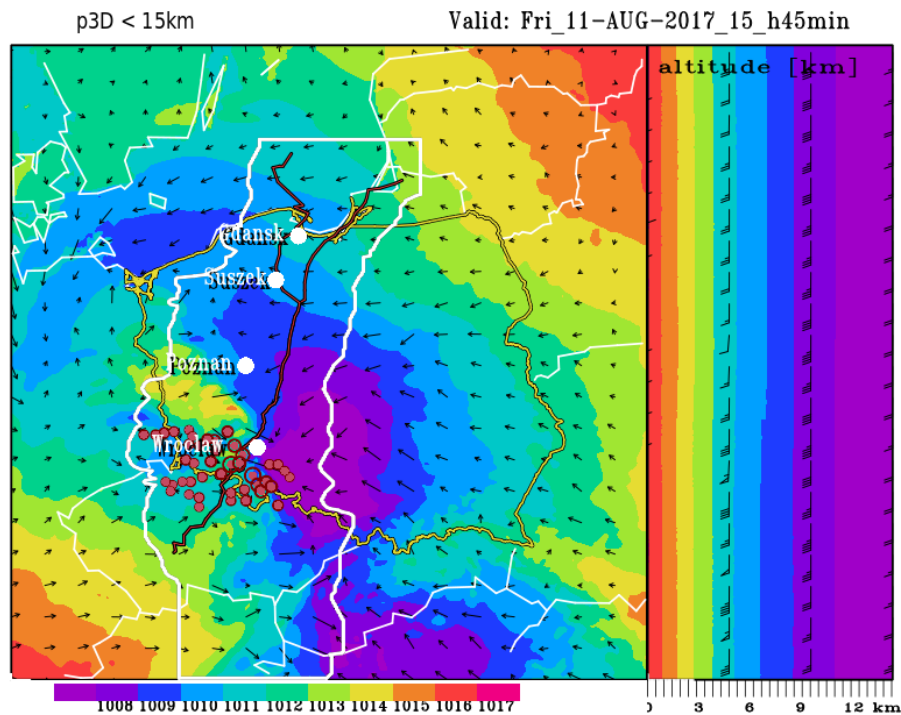 p3D < 15km
Valid: Fri_11-AUG-2017_15_h45min
altitude [km]
Gdansk
Suszek
Poznan
Wroclaw
1008 1009 1010 1011 1012 1013 1014 1015 1016 1017
0 3 6 9 12 km